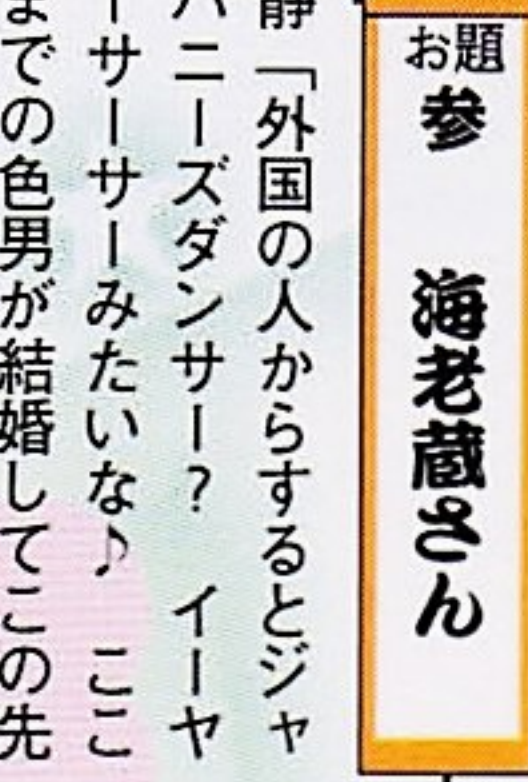 お題
参　海老蔵さん
静「外国の人からするとジャ
パニーズダンサー？　イーヤ
ーサーサーみたいな♪　ここ
までの色男が結婚してこの先